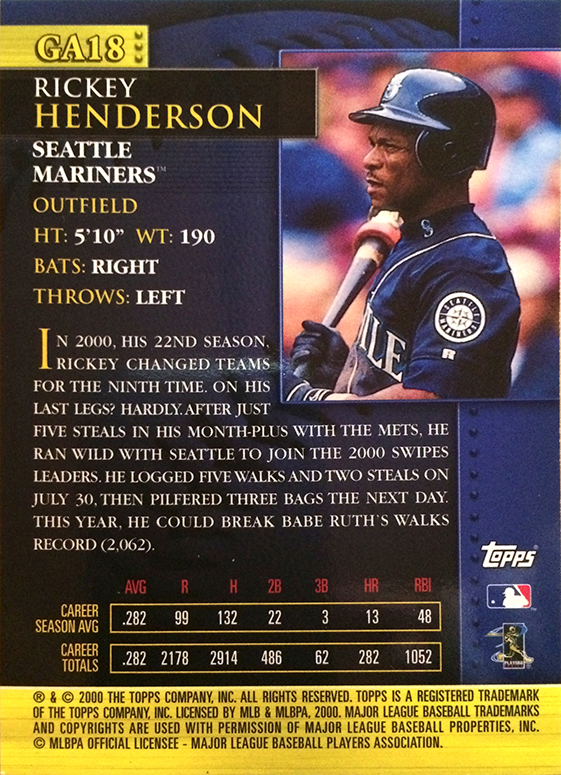 GA18
RICKEY
HENDERSON
SEATTLE
MARINERS™
OUTFIELD
HT: 5'10" WT: 190
BATS: RIGHT
THROWS: LEFT
IN 2000, HIS 22ND SEASON,
RICKEY CHANGED TEAMS
FOR THE NINTH TIME. ON HIS
LAST LEGS? HARDLY. AFTER JUST
FIVE STEALS IN HIS MONTH-PLUS WITH THE METS, HE
RAN WILD WITH SEATTLE TO JOIN THE 2000 SWIPES
LEADERS. HE LOGGED FIVE WALKS AND TWO STEALS ON
JULY 30, THEN PILFERED THREE BAGS THE NEXT DAY.
THIS YEAR, HE COULD BREAK BABE RUTH'S WALKS
RECORD (2,062).
SEATTLE
MARINERS
R
TLE
S
TOPPS
PLAYERS
AVG R H 2B 3B HR RBI
CAREER
SEASON AVG .282 99 132 22 3 13 48
CAREER
TOTALS .282 2178 2914 486 62 282 1052
® & © 2000 THE TOPPS COMPANY, INC. ALL RIGHTS RESERVED. TOPPS IS A REGISTERED TRADEMARK
OF THE TOPPS COMPANY, INC. LICENSED BY MLB & MLBPA, 2000. MAJOR LEAGUE BASEBALL TRADEMARKS
AND COPYRIGHTS ARE USED WITH PERMISSION OF MAJOR LEAGUE BASEBALL PROPERTIES, INC.
© MLBPA OFFICIAL LICENSEE - MAJOR LEAGUE BASEBALL PLAYERS ASSOCIATION.